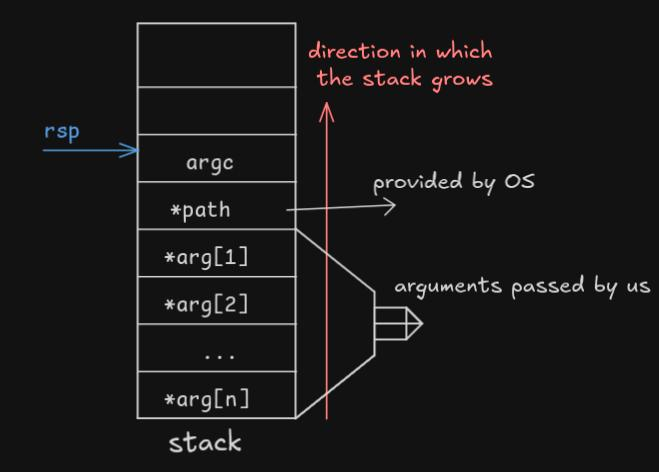 direction in which
the stack grows
rsp
argc
provided by OS
*path
*arg[1]
arguments passed by us
*arg[2]
...
*arg[n]
stack